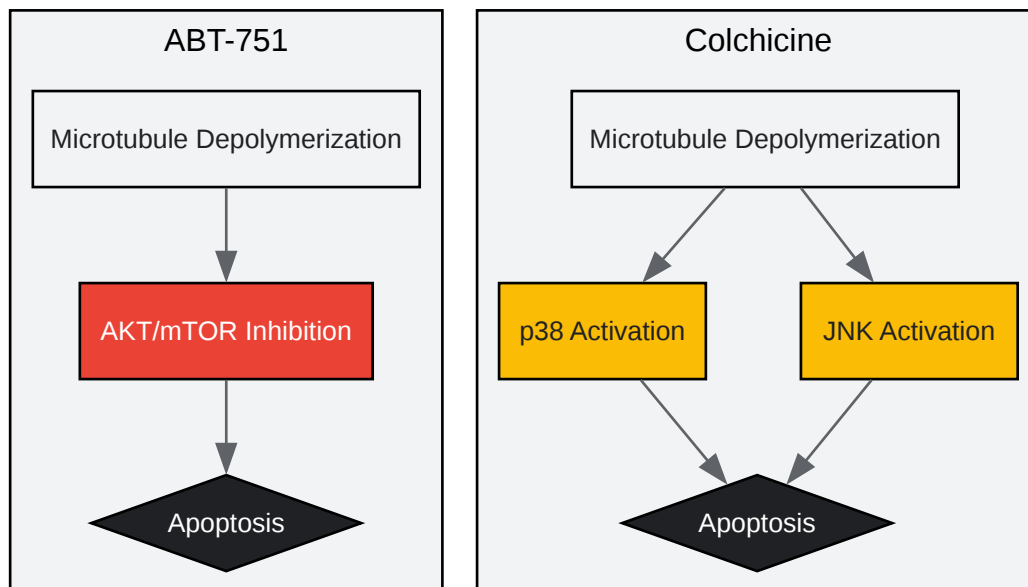 ABT-751
Microtubule Depolymerization
AKT/mTOR Inhibition
Apoptosis
Colchicine
Microtubule Depolymerization
p38 Activation
JNK Activation
Apoptosis